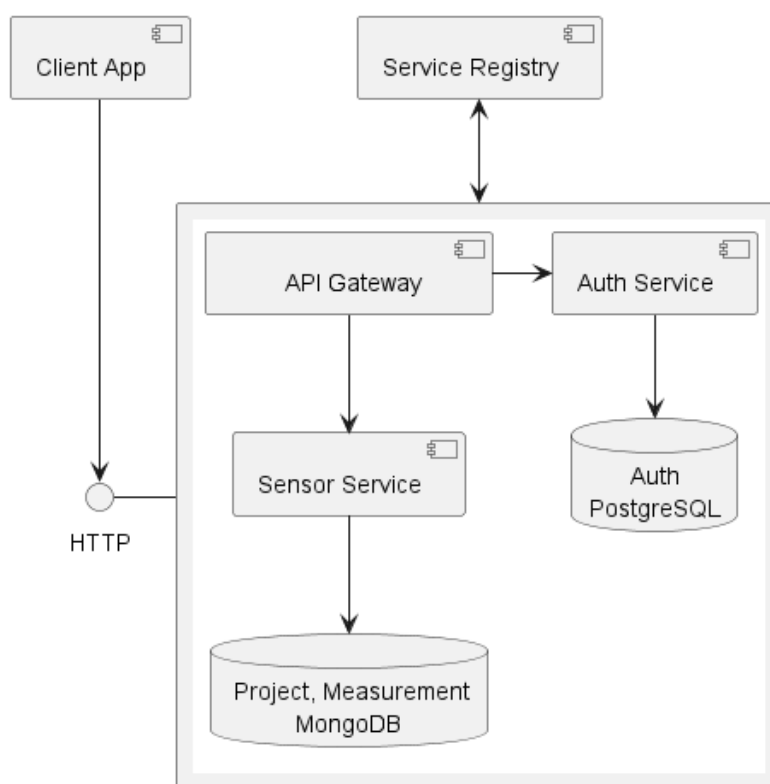 Client App
Service Registry
API Gateway
Auth Service
Sensor Service
Auth
PostgreSQL
HTTP
Project, Measurement
MongoDB